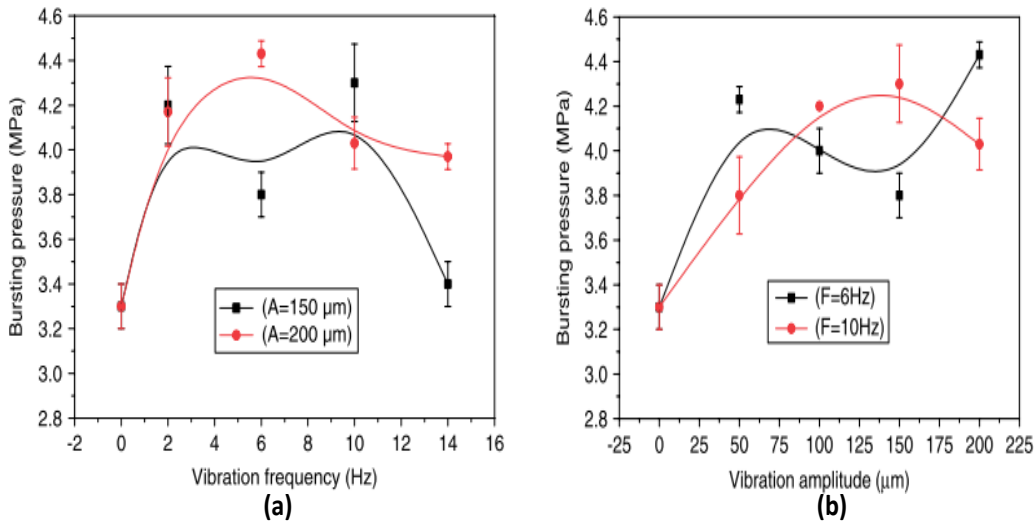 4.6
4.4
4.2
4.0
3.8
3.6
3.4
3.2
3.0
2.8
Bursting pressure (MPa)
(A=150 µm)
(A=200 µm)
-2 0 2 4 6 8 10 12 14 16
Vibration frequency (Hz)
(a)
4.6
4.4
4.2
4.0
3.8
3.6
3.4
3.2
3.0
2.8
Bursting pressure (MPa)
(F=6Hz)
(F=10Hz)
-25 0 25 50 75 100 125 150 175 200 225
Vibration amplitude (µm)
(b)